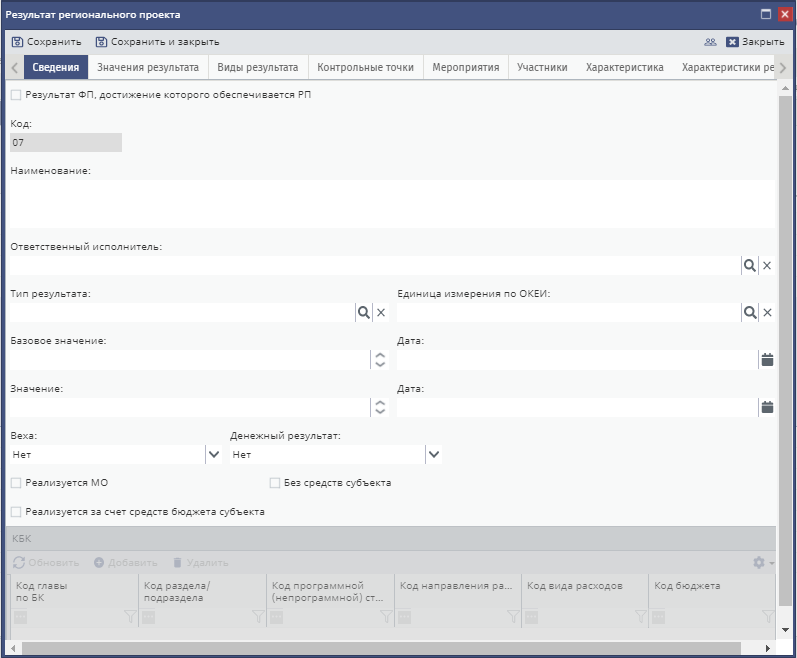 Результат регионального проекта
Сохранить Сохранить и закрыть Закрыть
Сведения Значения результата Виды результата Контрольные точки Мероприятия Участники Характеристика Характеристики ре
Результат ФП, достижение которого обеспечивается РП
Код:
07
Наименование:
Ответственный исполнитель:
Тип результата: Единица измерения по ОКЕИ:
Базовое значение: Дата:
Значение: Дата:
Веха: Денежный результат:
Нет Нет
Реализуется МО Без средств субъекта
Реализуется за счет средств бюджета субъекта
КБК
Обновить Добавить Удалить
Код главы Код раздела/ Код программной Код направления ра... Код вида расходов Код бюджета
по БК подраздела (непрограммной) ст...